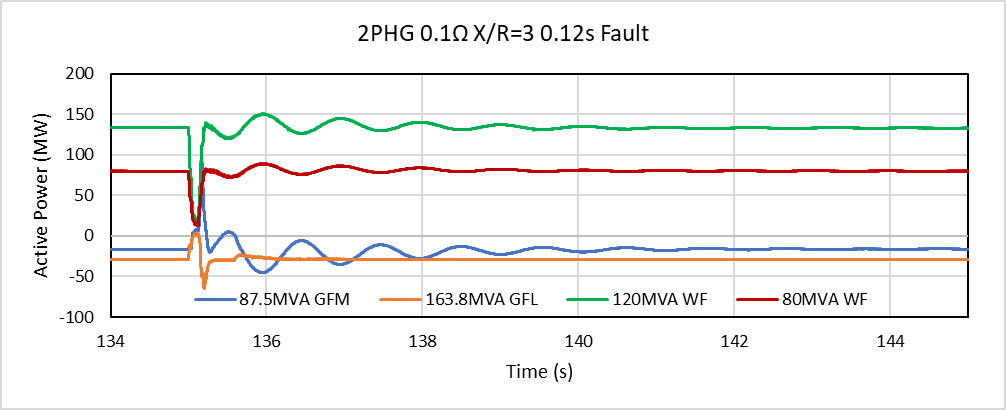 2PHG 0.1Ω X/R=3 0.12s Fault
Active Power (MW)
200
150
100
50
0
-50
-100
87.5MVA GFM 163.8MVA GFL 120MVA WF 80MVA WF
134 136 138 140 142 144
Time (s)